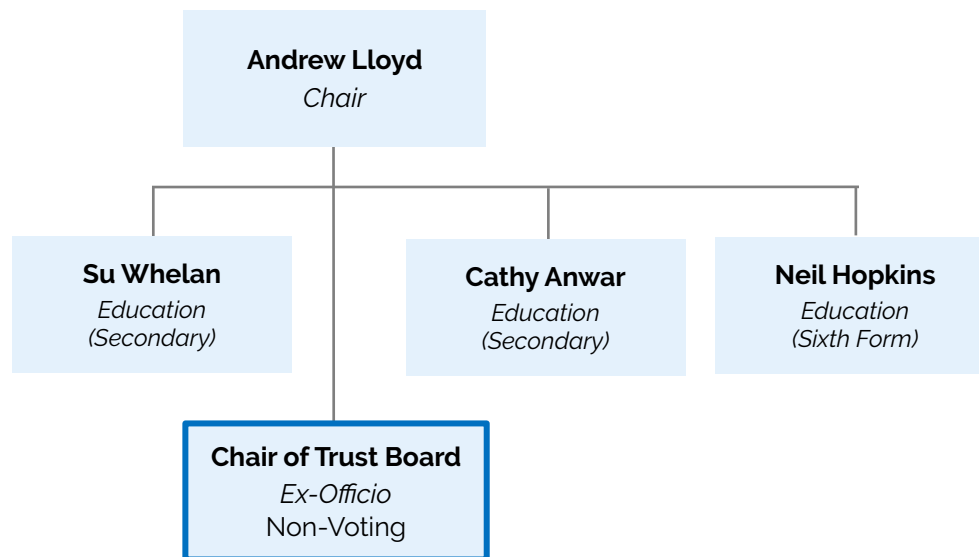 Andrew Lloyd
Chair
Su Whelan
Education
(Secondary)
Cathy Anwar
Education
(Secondary)
Neil Hopkins
Education
(Sixth Form)
Chair of Trust Board
Ex-Officio
Non-Voting